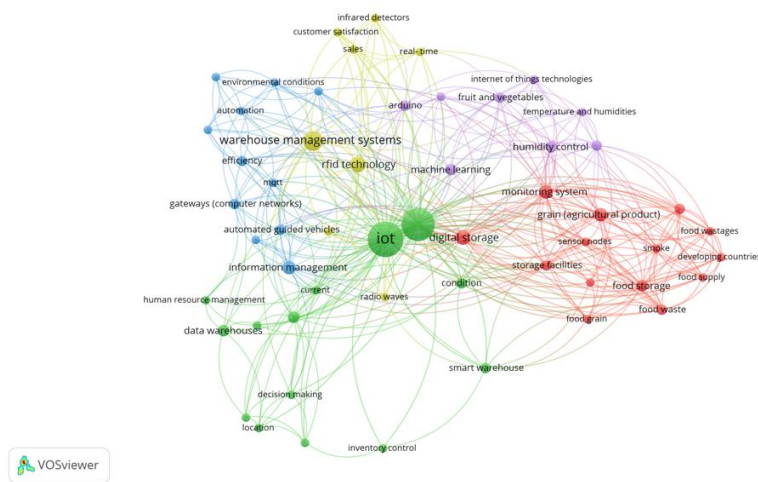 infrared detectors
customer satisfaction
sales
real-time
internet of things technologies
environmental conditions
fruit and vegetables
arduino
automation
temperature and humidities
warehouse management systems
humidity control
efficiency
rfid technology
machine learning
mqtt
monitoring system
gateways (computer networks)
grain (agricultural product)
automated guided vehicles
food wastages
iot
digital storage
sensor nodes
smoke
developing countries
information management
storage facilities
food supply
current
condition
food storage
human resource management
radio waves
food waste
data warehouses
food grain
smart warehouse
decision making
location
inventory control
VOSviewer